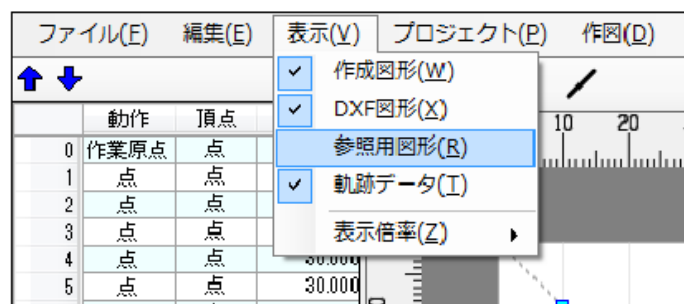 ファイル(F) 編集(E) 表示(V) プロジェクト(P) 作図(D)
作成図形(W)
DXF図形(X)
参照用図形(R)
軌跡データ(T)
表示倍率(Z)
10 20
動作 頂点
0 作業原点 点
1 点 点
2 点 点
3 点 点
4 点 点 30.000
5 点 点 30.000